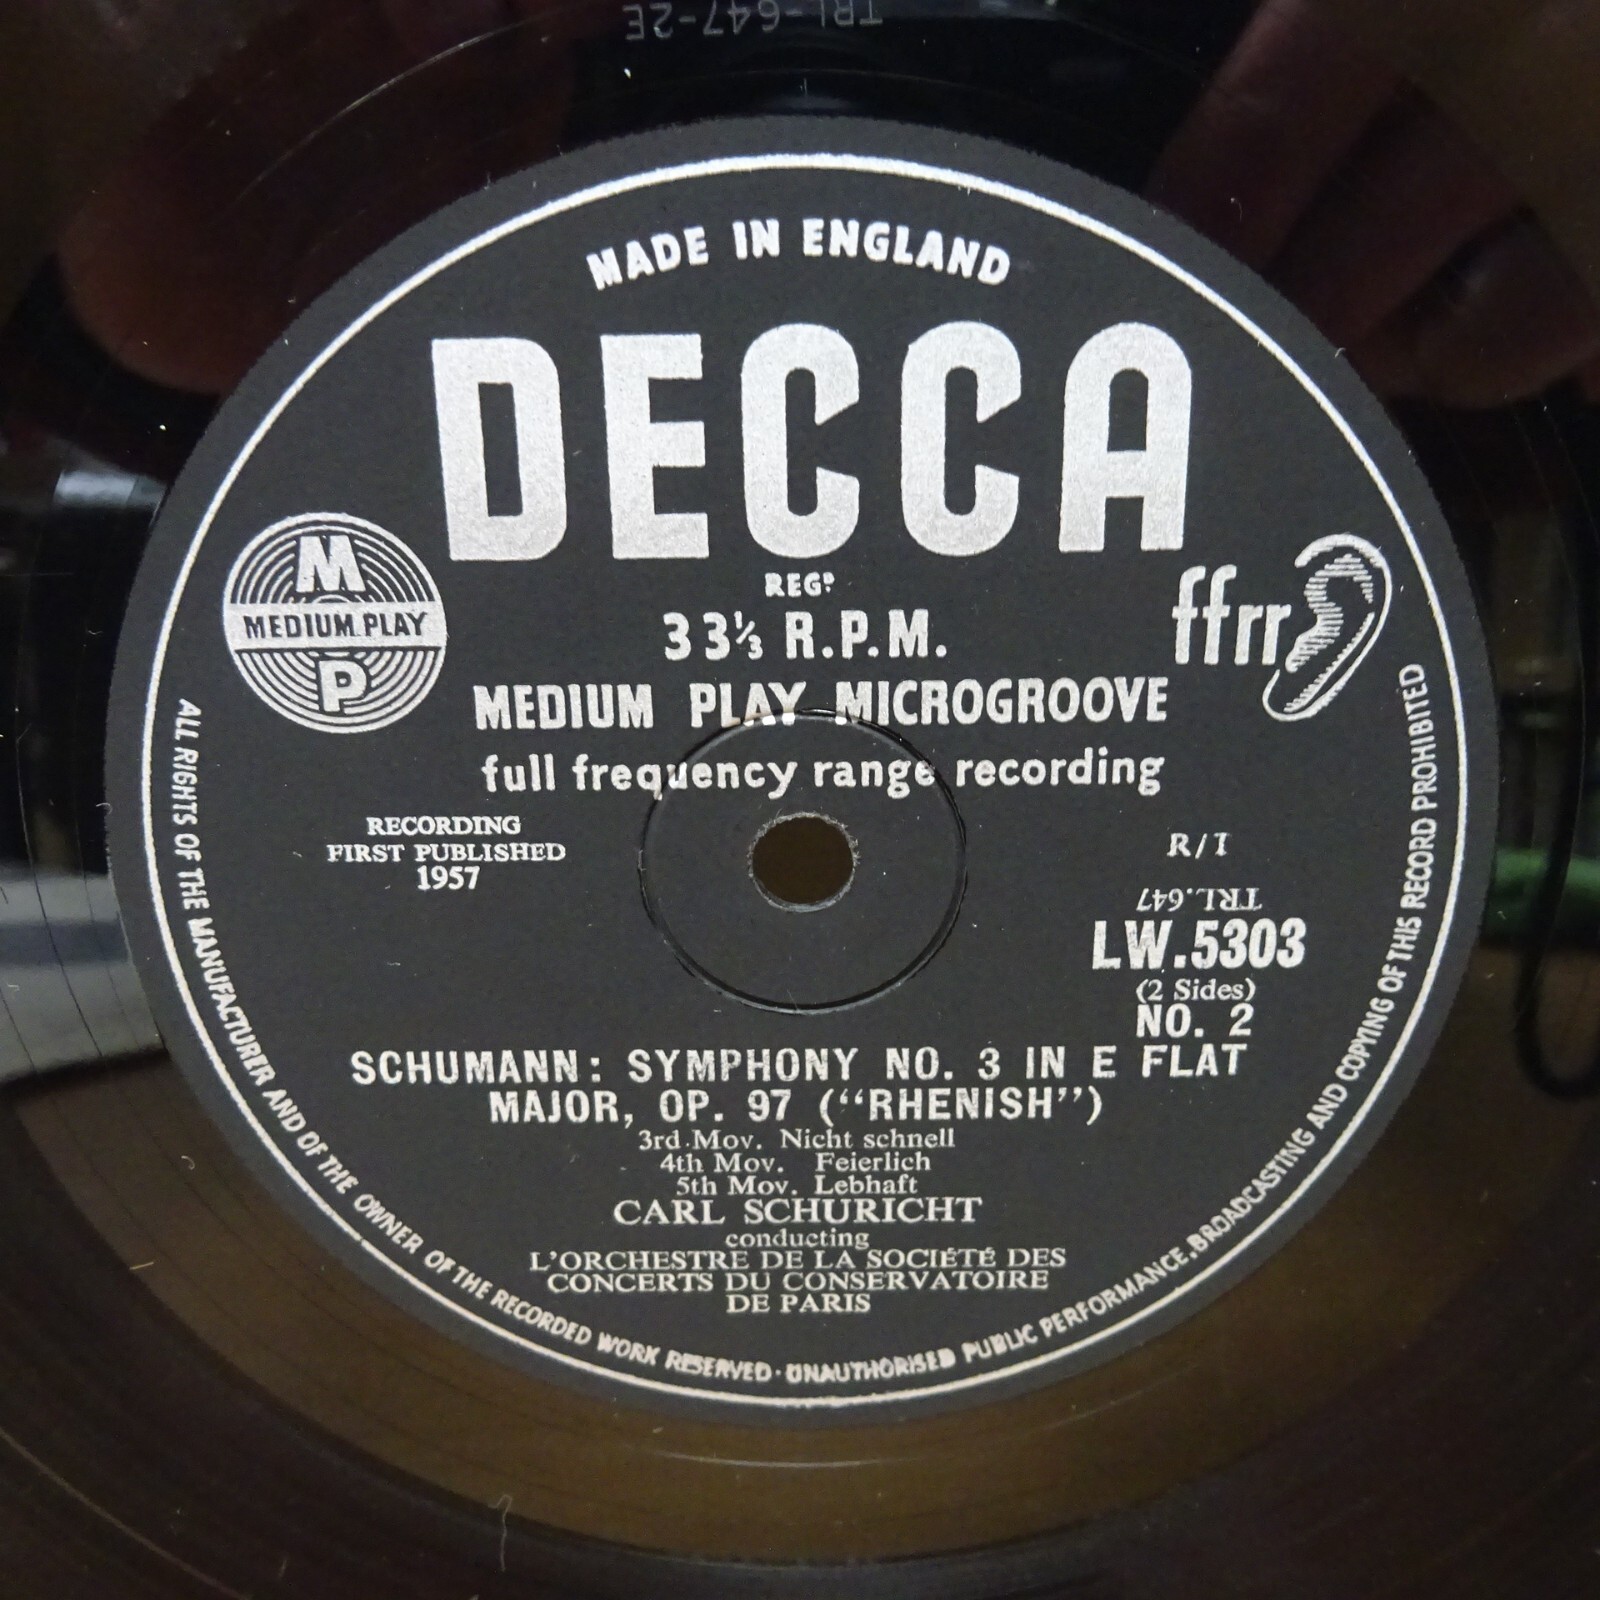 TRL-647-2E
MADE IN ENGLAND
DECCA
REGD.
33⅓ R.P.M.
MEDIUM PLAY MICROGROOVE
full frequency range recording
M
MEDIUM PLAY
P
ffrr
RECORDING
FIRST PUBLISHED
1957
R/I
TRL.647
LW.5303
(2 Sides)
NO. 2
SCHUMANN: SYMPHONY NO. 3 IN E FLAT
MAJOR, OP. 97 (“RHENISH”)
3rd Mov. Nicht schnell
4th Mov. Feierlich
5th Mov. Lebhaft
CARL SCHURICHT
conducting
L’ORCHESTRE DE LA SOCIÉTÉ DES
CONCERTS DU CONSERVATOIRE
DE PARIS
ALL RIGHTS OF THE MANUFACTURER AND OF THE OWNER OF THE RECORDED WORK RESERVED · UNAUTHORISED PUBLIC PERFORMANCE, BROADCASTING AND COPYING OF THIS RECORD PROHIBITED